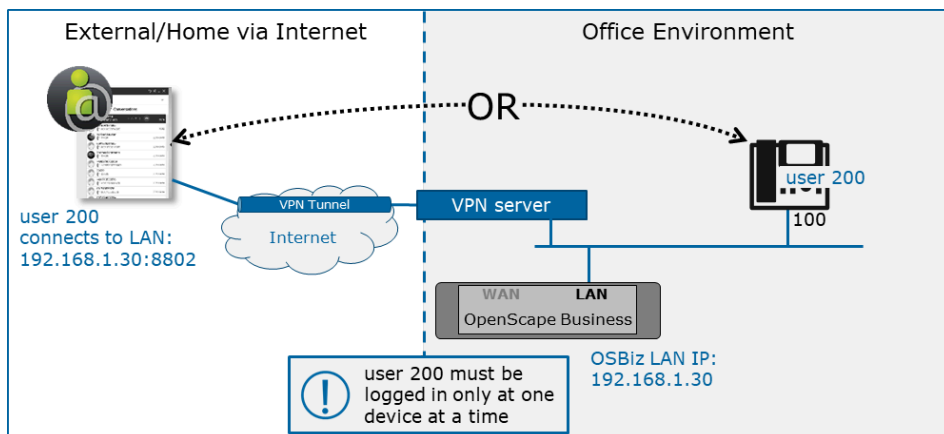 External/Home via Internet
Office Environment
OR
@
user 200
100
user 200
connects to LAN:
192.168.1.30:8802
VPN Tunnel
Internet
VPN server
WAN
LAN
OpenScape Business
OSBiz LAN IP:
192.168.1.30
!
user 200 must be
logged in only at one
device at a time